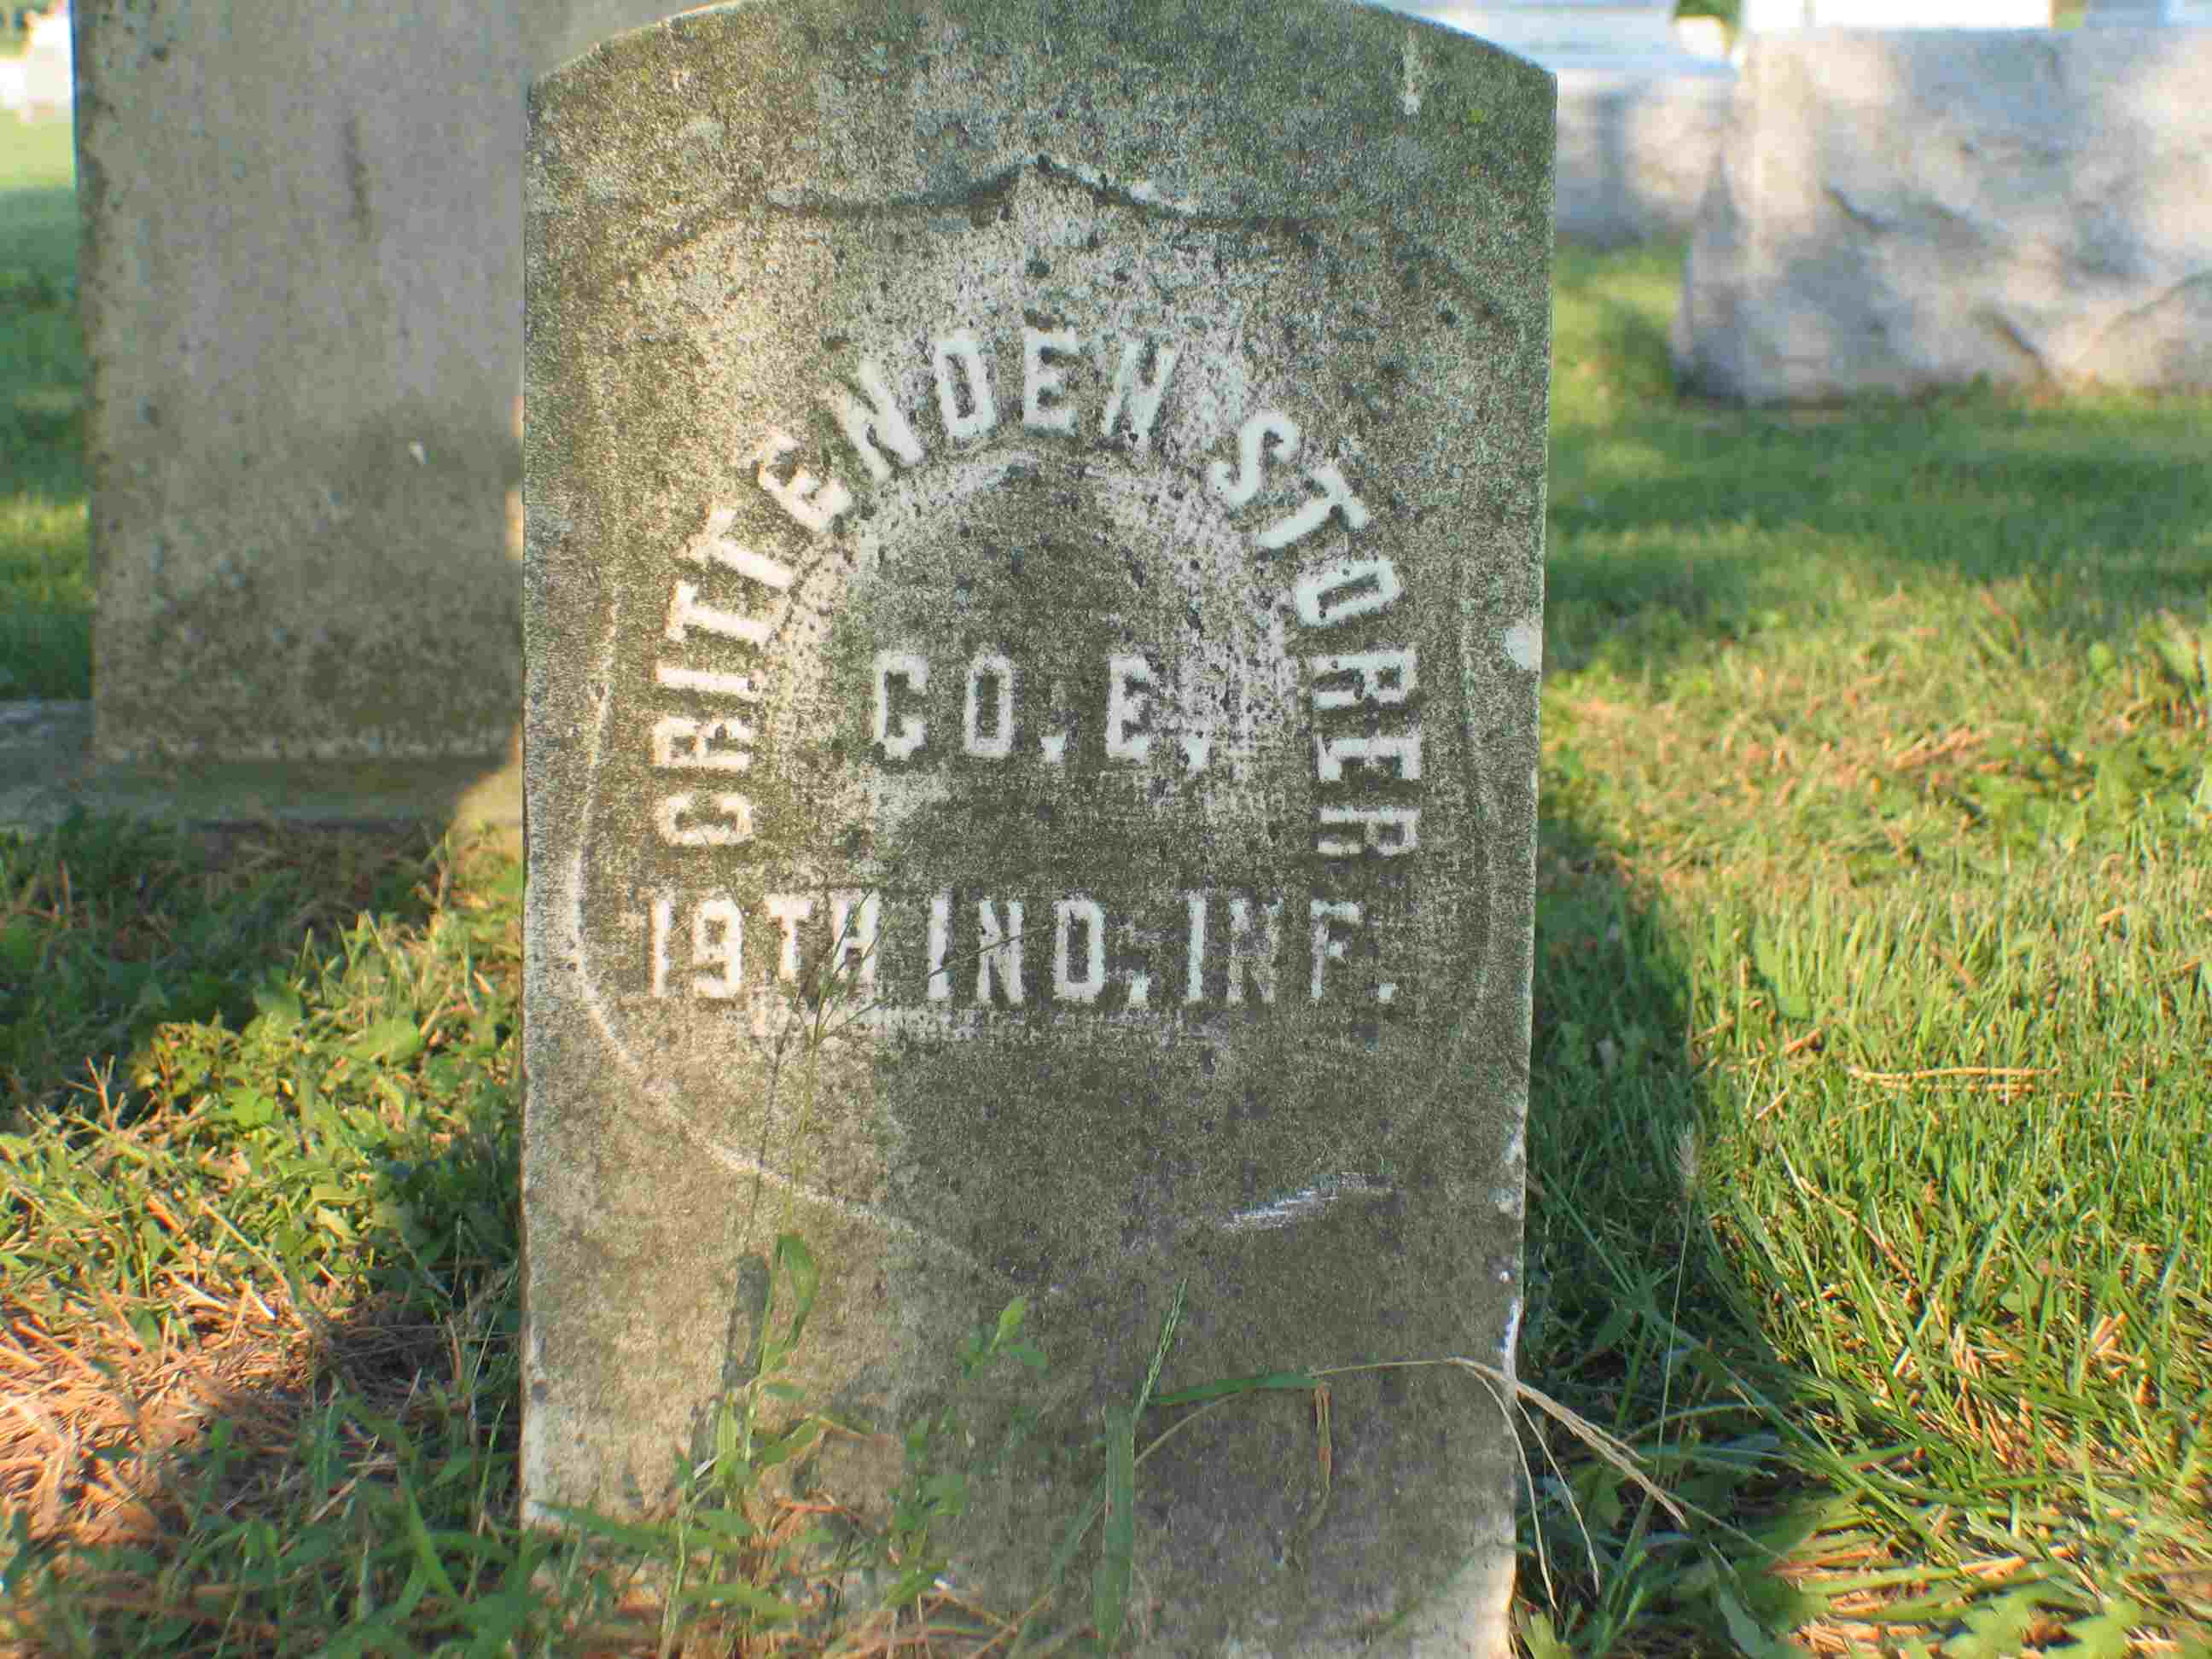 CRITTENDEN STORER
CO. E.
19TH IND. INF.